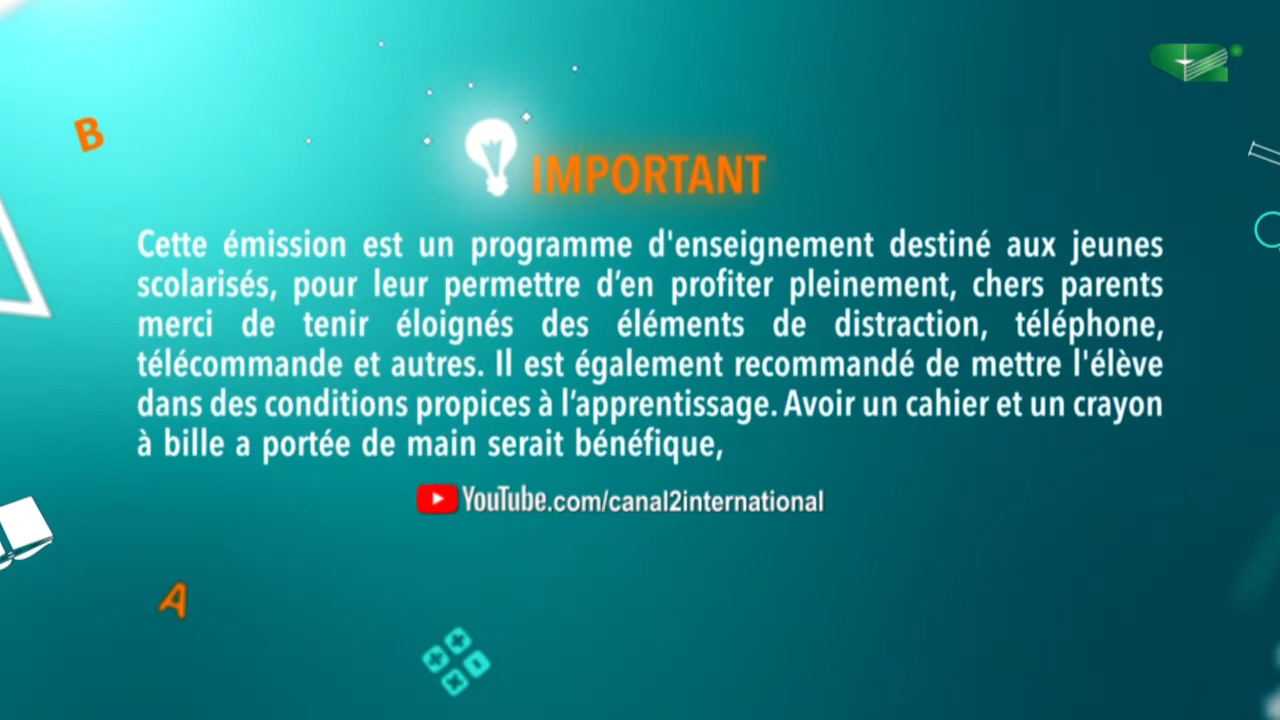 B
IMPORTANT
Cette émission est un programme d'enseignement destiné aux jeunes
scolarisés, pour leur permettre d’en profiter pleinement, chers parents
merci de tenir éloignés des éléments de distraction, téléphone,
télécommande et autres. Il est également recommandé de mettre l'élève
dans des conditions propices à l’apprentissage. Avoir un cahier et un crayon
à bille a portée de main serait bénéfique,
YouTube.com/canal2international
A